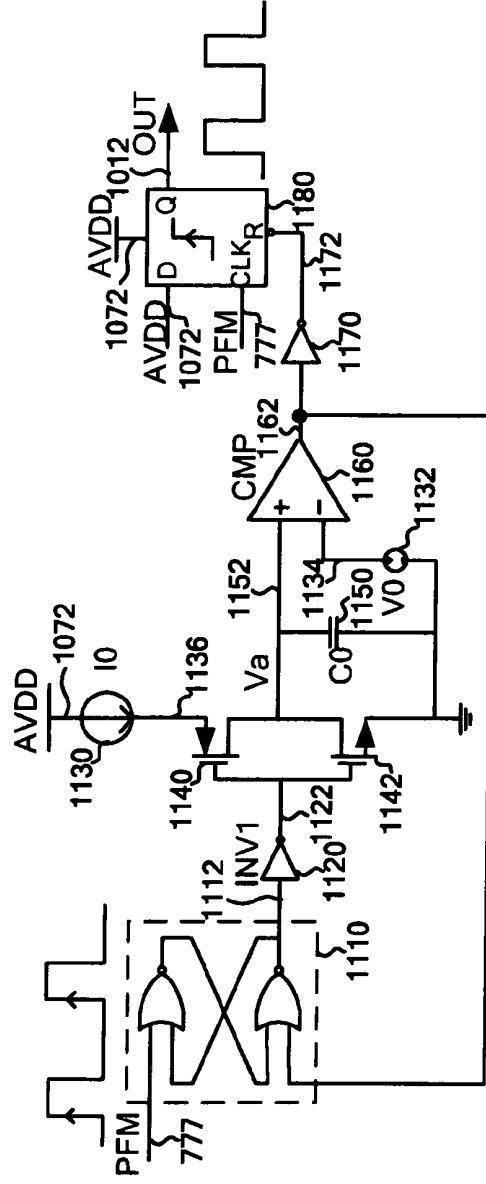 PFM
777
1110
1112
INV1
1120
1122
AVDD
1072
I0
1130
1136
1140
1142
Va
C0
1150
1152
1134
V0
1132
+
−
CMP
1160
1162
1170
1172
AVDD
1072
AVDD
1072
PFM
777
D
Q
CLK
R
1180
1012
OUT